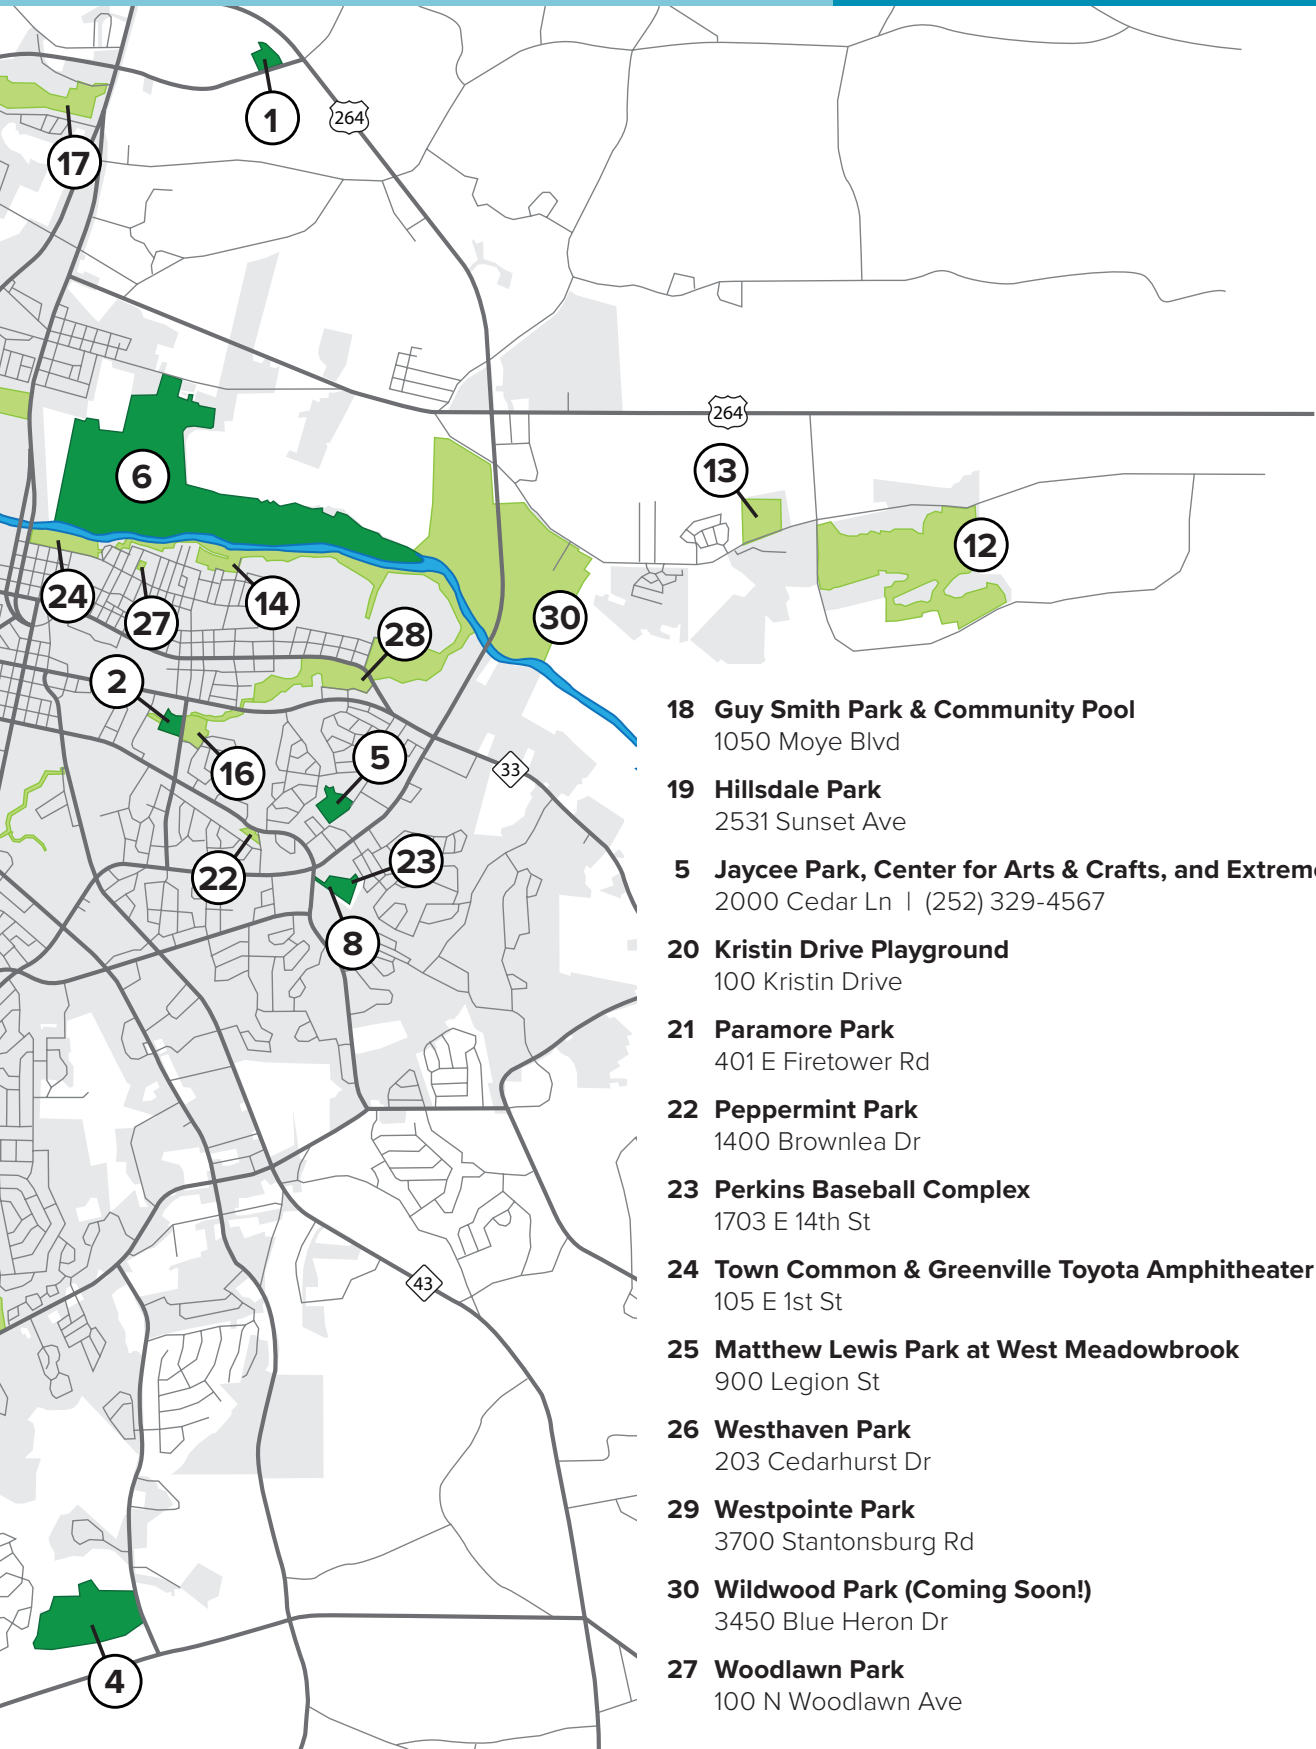 1
264
17
264
13
6
12
24
27
14
30
28
2
16
5
33
22
23
8
43
4
18 Guy Smith Park & Community Pool
1050 Moye Blvd
19 Hillsdale Park
2531 Sunset Ave
5 Jaycee Park, Center for Arts & Crafts, and Extreme
2000 Cedar Ln | (252) 329-4567
20 Kristin Drive Playground
100 Kristin Drive
21 Paramore Park
401 E Firetower Rd
22 Peppermint Park
1400 Brownlea Dr
23 Perkins Baseball Complex
1703 E 14th St
24 Town Common & Greenville Toyota Amphitheater
105 E 1st St
25 Matthew Lewis Park at West Meadowbrook
900 Legion St
26 Westhaven Park
203 Cedarhurst Dr
29 Westpointe Park
3700 Stantonsburg Rd
30 Wildwood Park (Coming Soon!)
3450 Blue Heron Dr
27 Woodlawn Park
100 N Woodlawn Ave